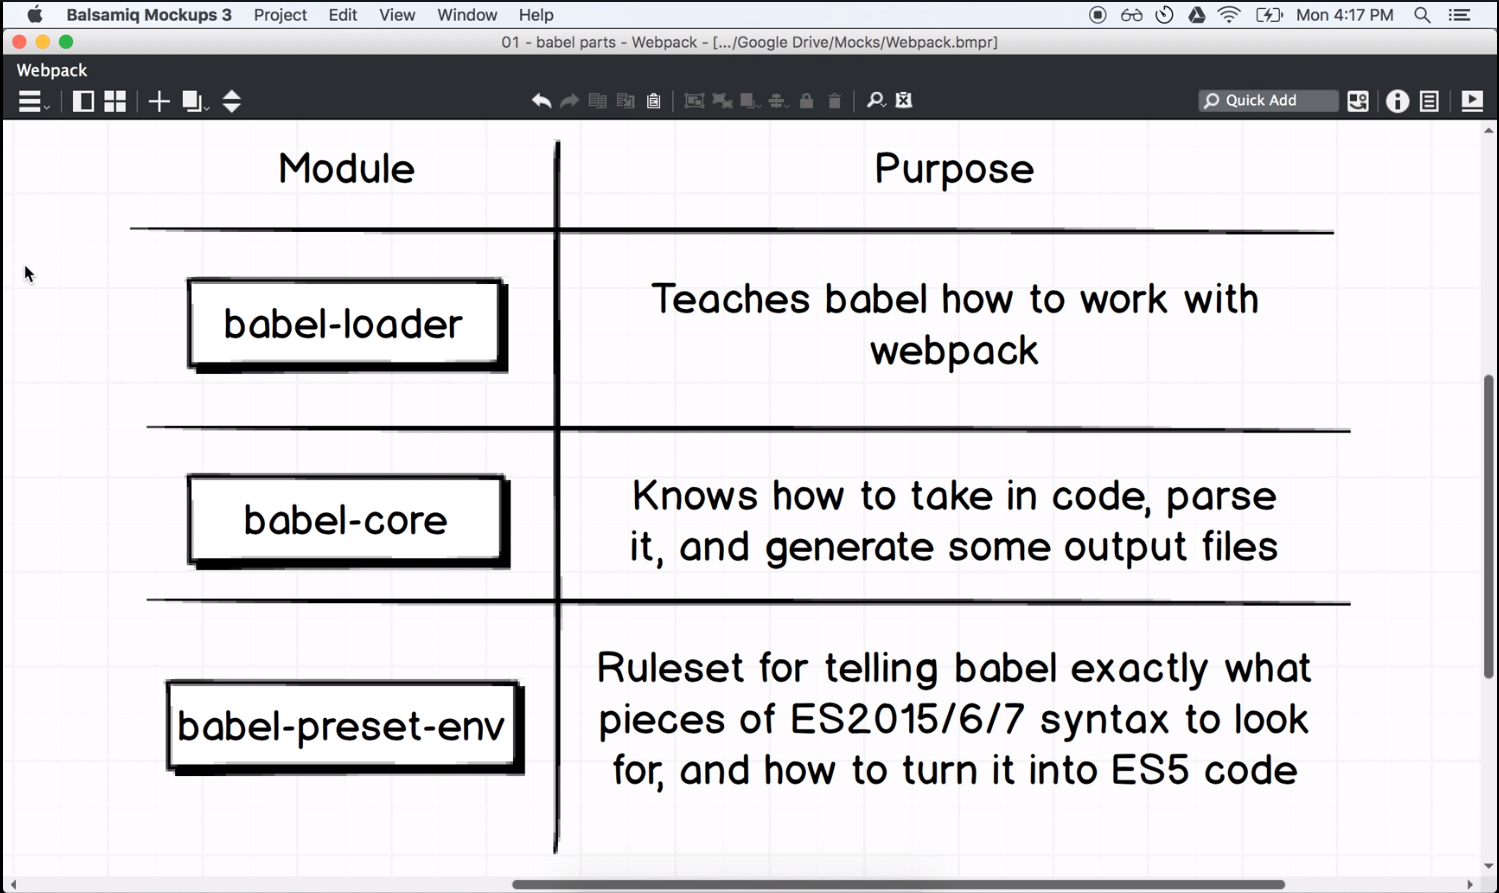 Balsamiq Mockups 3 Project Edit View Window Help Mon 4:17 PM
01 - babel parts - Webpack - [.../Google Drive/Mocks/Webpack.bmpr]
Webpack
Quick Add
Module
Purpose
babel-loader
Teaches babel how to work with
webpack
babel-core
Knows how to take in code, parse
it, and generate some output files
babel-preset-env
Ruleset for telling babel exactly what
pieces of ES2015/6/7 syntax to look
for, and how to turn it into ES5 code